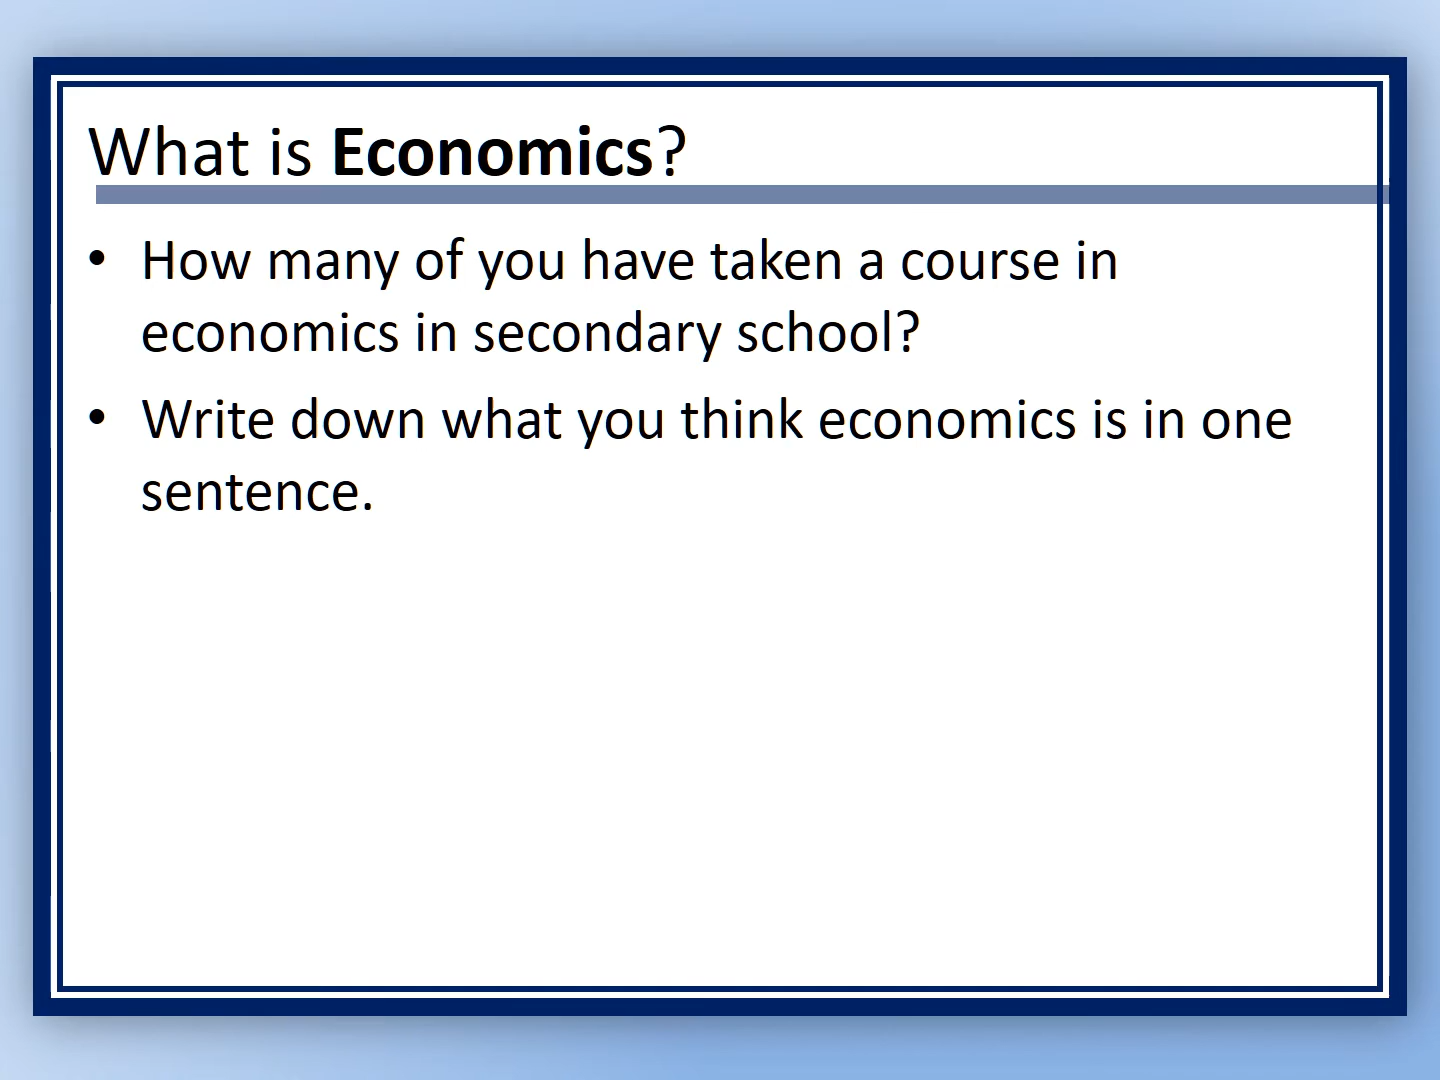 What is Economics?
• How many of you have taken a course in
economics in secondary school?
• Write down what you think economics is in one
sentence.